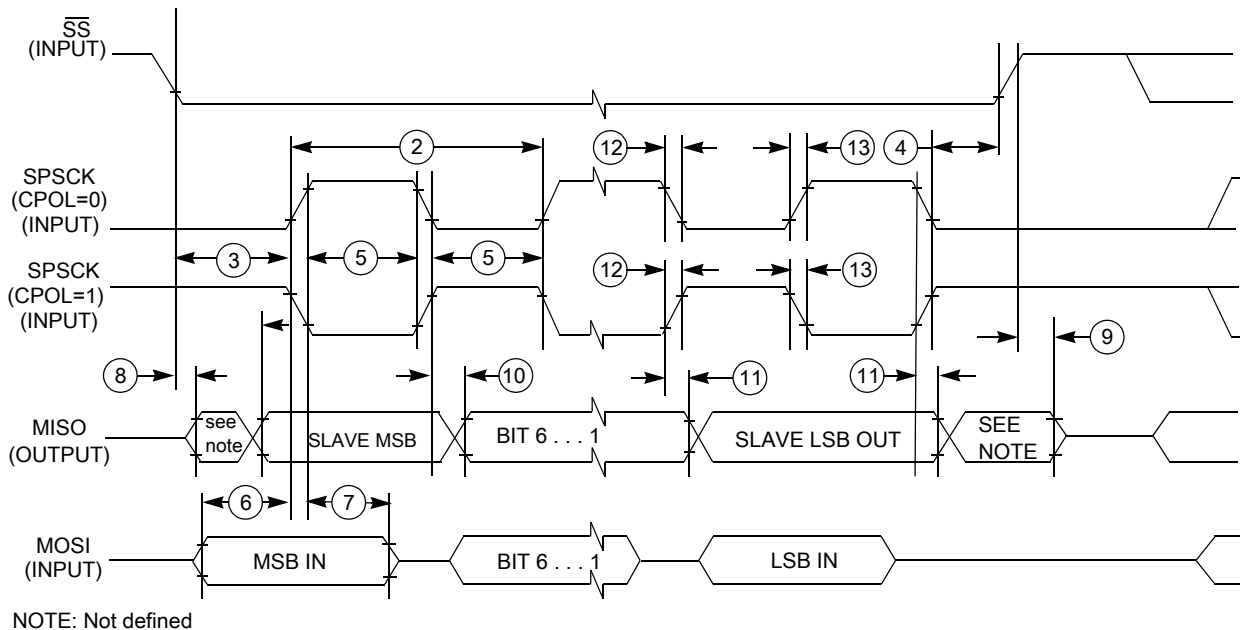 SS
(INPUT)
2
12
13
4
SPSCK
(CPOL=0)
(INPUT)
3
5
5
SPSCK
(CPOL=1)
(INPUT)
12
13
8
10
11
11
9
MISO
(OUTPUT)
see
note
SLAVE MSB
BIT 6 . . . 1
SLAVE LSB OUT
SEE
NOTE
6
7
MOSI
(INPUT)
MSB IN
BIT 6 . . . 1
LSB IN
NOTE: Not defined